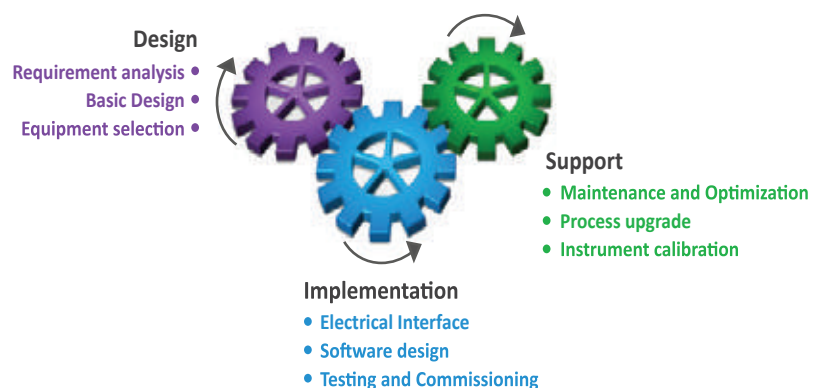 Design
Requirement analysis •
Basic Design •
Equipment selection •
Support
• Maintenance and Optimization
• Process upgrade
• Instrument calibration
Implementation
• Electrical Interface
• Software design
• Testing and Commissioning